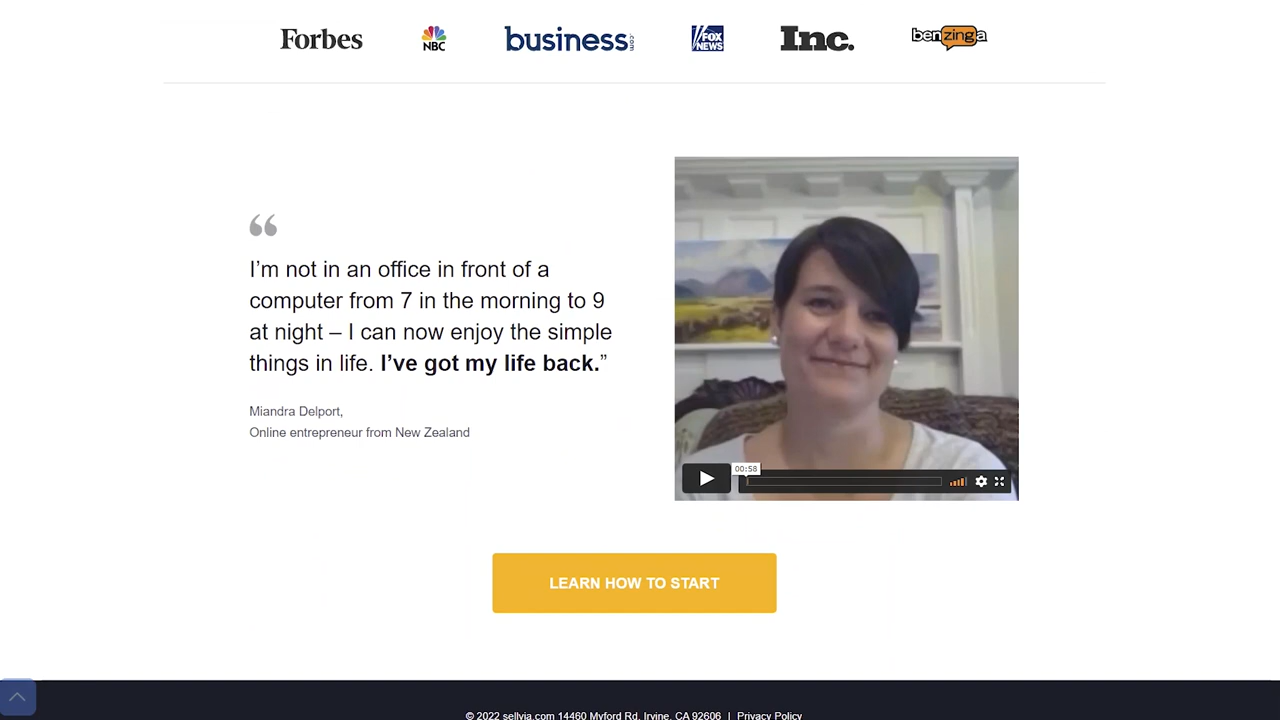 Forbes NBC business.com FOX NEWS Inc. benzinga
“
I’m not in an office in front of a
computer from 7 in the morning to 9
at night – I can now enjoy the simple
things in life. I’ve got my life back.”
Miandra Delport,
Online entrepreneur from New Zealand
00:58
LEARN HOW TO START
© 2022 sellvia.com 14460 Myford Rd, Irvine, CA 92606 | Privacy Policy